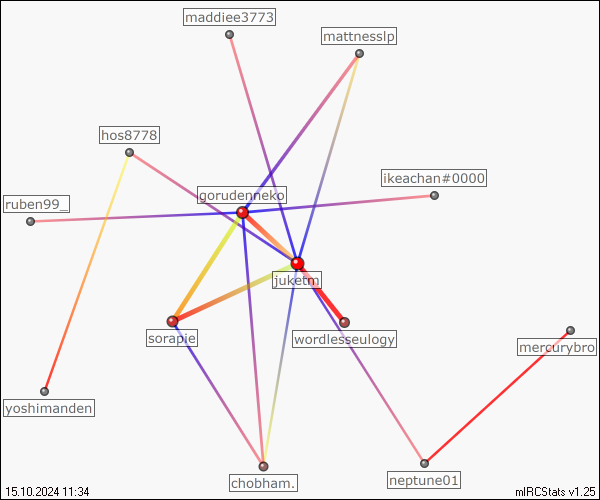 maddiee3773
mattnesslp
hos8778
ikeachan#0000
gorudenneko
ruben99_
juketm
sorapie
wordlesseulogy
mercurybro
yoshimanden
chobham.
neptune01
15.10.2024 11:34
mIRCStats v1.25